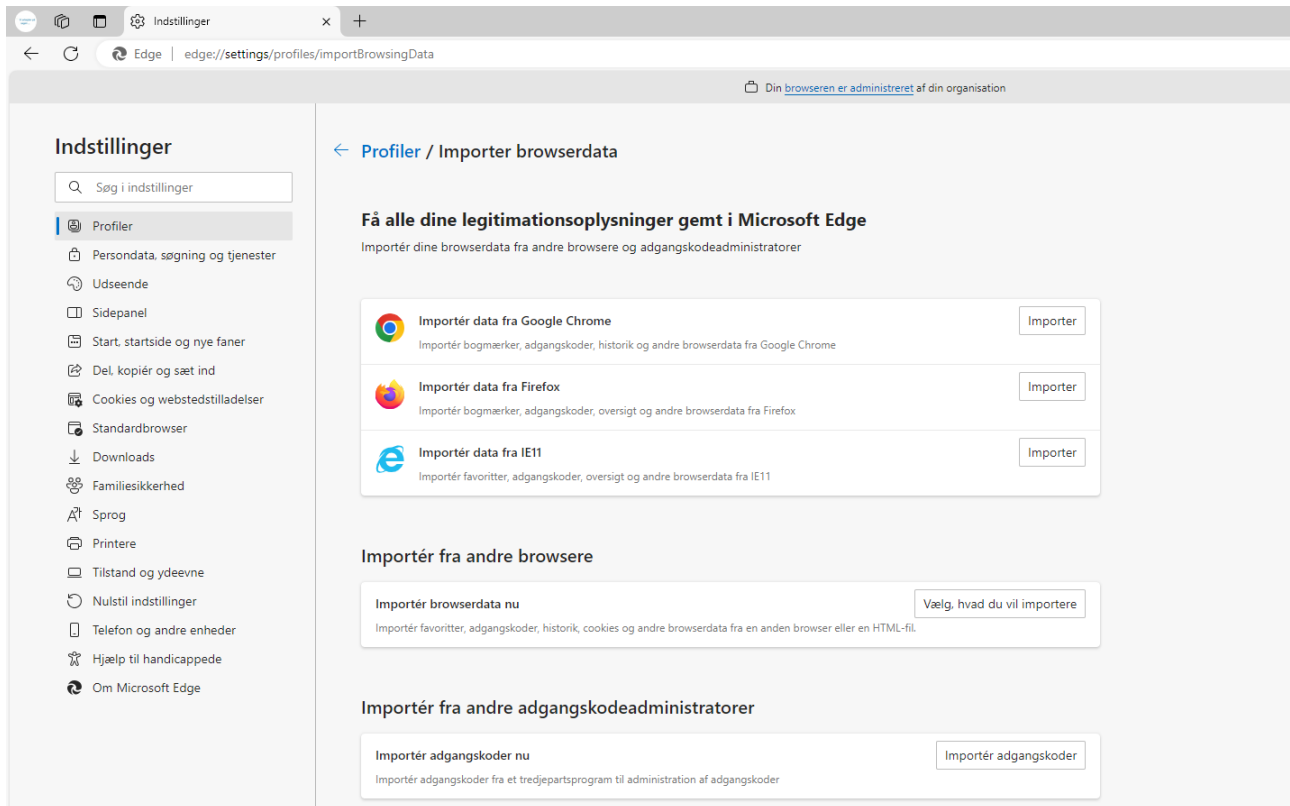 Indstillinger
Edge | edge://settings/profiles/importBrowsingData
Din browseren er administreret af din organisation
Indstillinger
Søg i indstillinger
Profiler
Persondata, søgning og tjenester
Udseende
Sidepanel
Start, startside og nye faner
Del, kopiér og sæt ind
Cookies og webstedstilladelser
Standardbrowser
Downloads
Familiesikkerhed
Sprog
Printere
Tilstand og ydeevne
Nulstil indstillinger
Telefon og andre enheder
Hjælp til handicappede
Om Microsoft Edge
Profiler / Importer browserdata
Få alle dine legitimationsoplysninger gemt i Microsoft Edge
Importér dine browserdata fra andre browsere og adgangskodeadministratorer
Importér data fra Google Chrome
Importer
Importér bogmærker, adgangskoder, historik og andre browserdata fra Google Chrome
Importér data fra Firefox
Importer
Importér bogmærker, adgangskoder, oversigt og andre browserdata fra Firefox
Importér data fra IE11
Importer
Importér favoritter, adgangskoder, oversigt og andre browserdata fra IE11
Importér fra andre browsere
Importér browserdata nu
Vælg, hvad du vil importere
Importér favoritter, adgangskoder, historik, cookies og andre browserdata fra en anden browser eller en HTML-fil.
Importér fra andre adgangskodeadministratorer
Importér adgangskoder nu
Importér adgangskoder
Importér adgangskoder fra et tredjepartsprogram til administration af adgangskoder